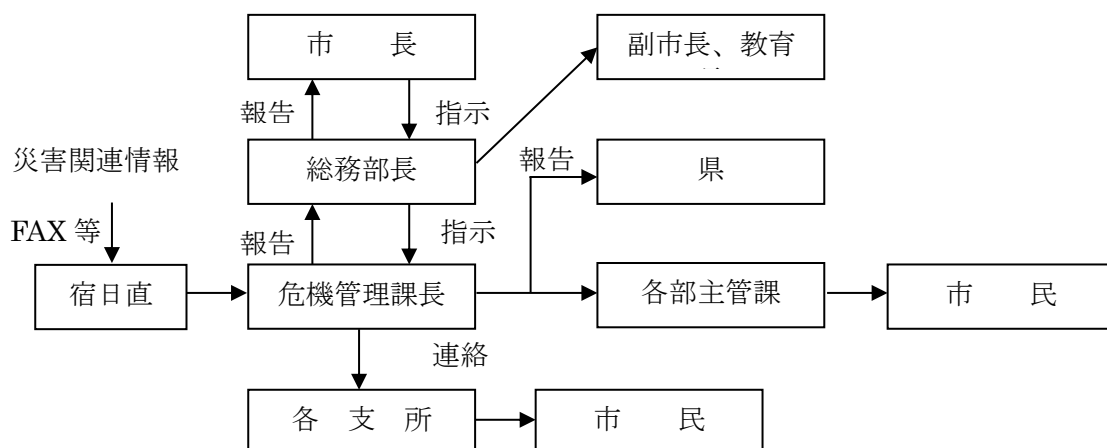 市　　長
副市長、教育
報告
指示
災害関連情報
総務部長
報告
県
FAX 等
報告
指示
宿日直
危機管理課長
各部主管課
市　　民
連絡
各　支　所
市　　民